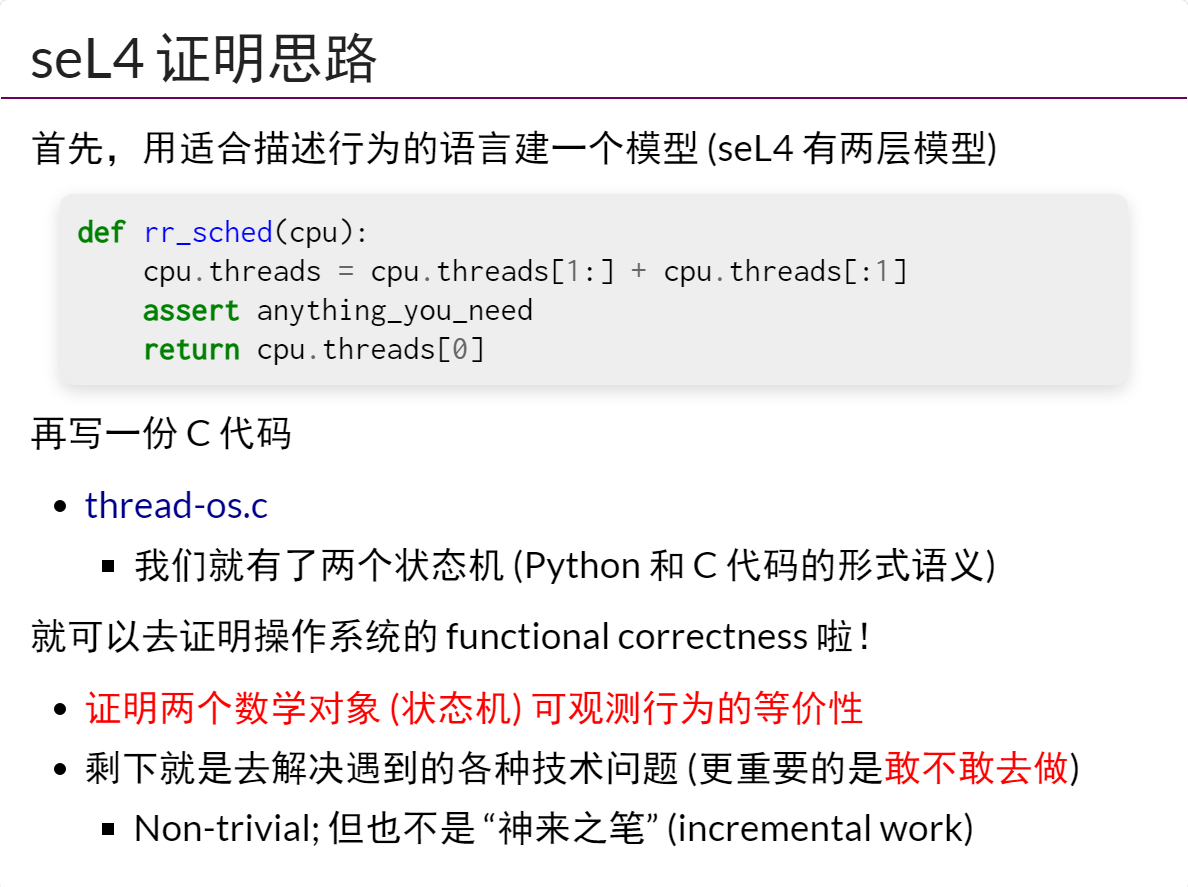 seL4 证明思路
首先，用适合描述行为的语言建一个模型 (seL4 有两层模型)
def rr_sched(cpu):
    cpu.threads = cpu.threads[1:] + cpu.threads[:1]
    assert anything_you_need
    return cpu.threads[0]
再写一份 C 代码
• thread-os.c
▪ 我们就有了两个状态机 (Python 和 C 代码的形式语义)
就可以去证明操作系统的 functional correctness 啦！
• 证明两个数学对象 (状态机) 可观测行为的等价性
• 剩下就是去解决遇到的各种技术问题 (更重要的是敢不敢去做)
▪ Non-trivial; 但也不是 “神来之笔” (incremental work)